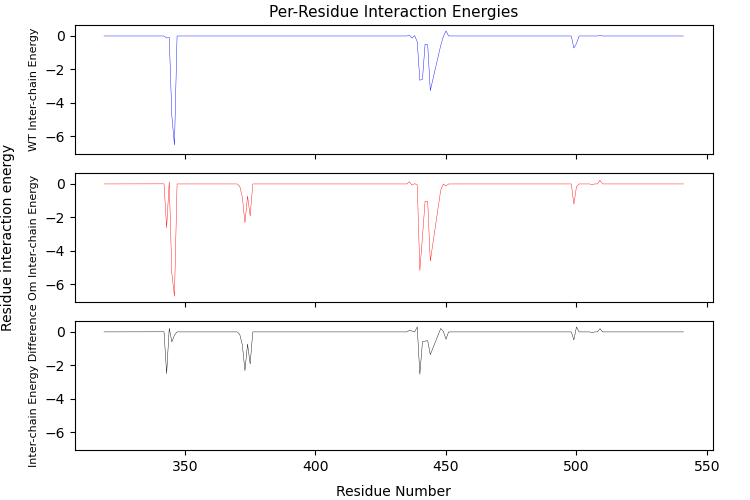 Per-Residue Interaction Energies
Residue interaction energy
WT Inter-chain Energy
0
−2
−4
−6
Om Inter-chain Energy
0
−2
−4
−6
Inter-chain Energy Difference
0
−2
−4
−6
350
400
450
500
550
Residue Number